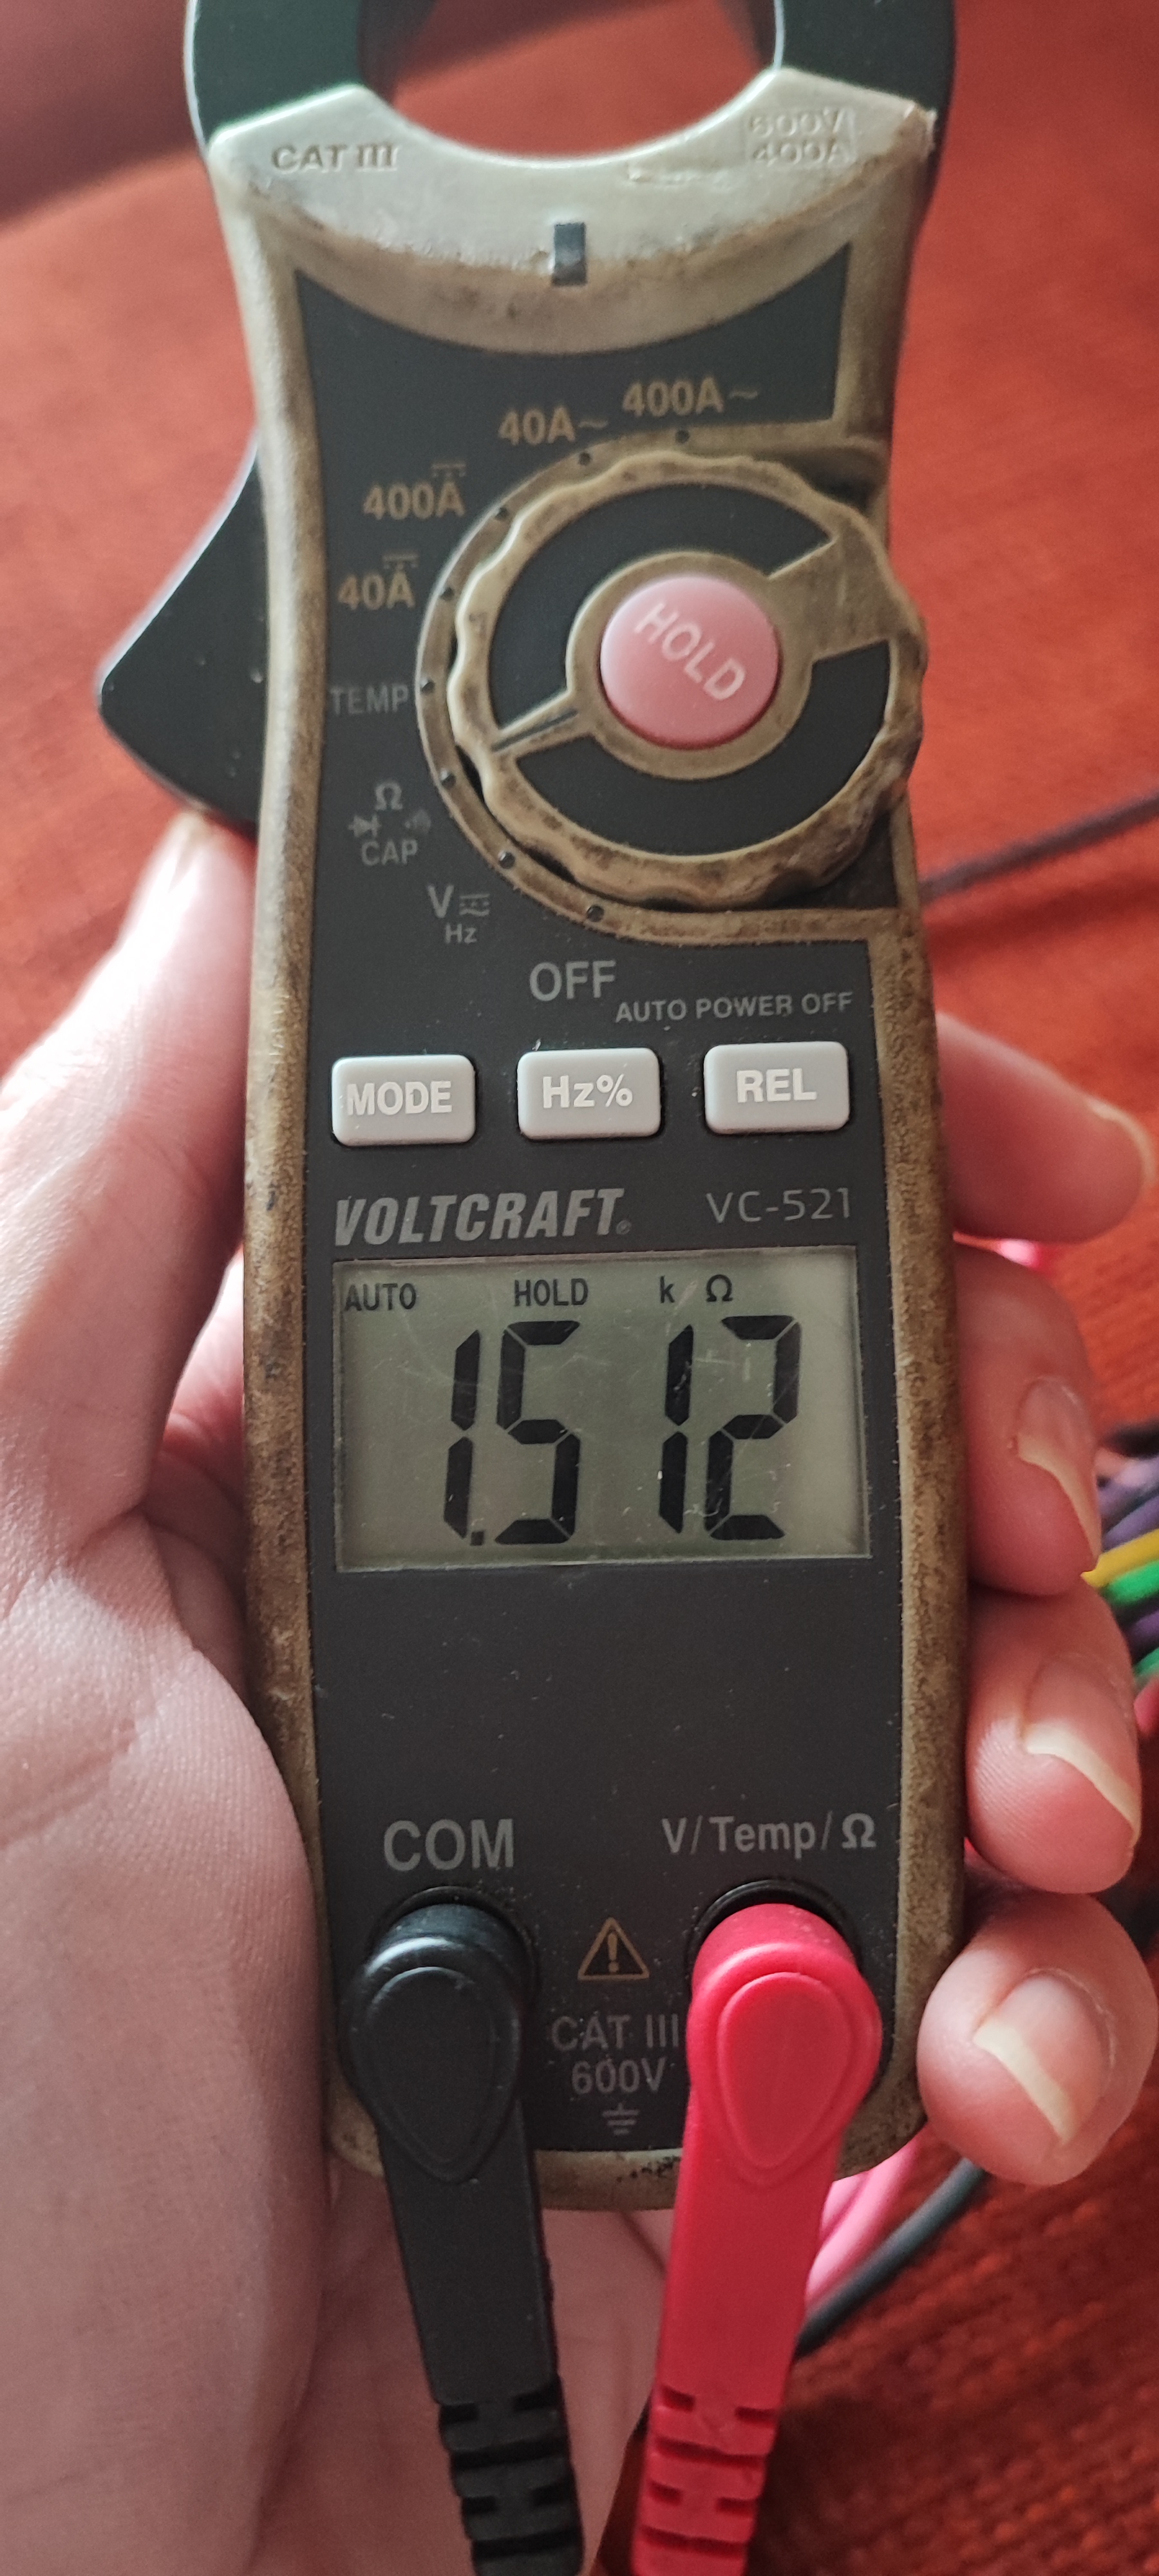 CAT III 600V
400A
40A~ 400A~
400A
40A
TEMP
HOLD
Ω
CAP
V
Hz
OFF
AUTO POWER OFF
MODE Hz% REL
VOLTCRAFT® VC-521
AUTO HOLD k Ω
1.512
COM V/Temp/Ω
CAT III
600V